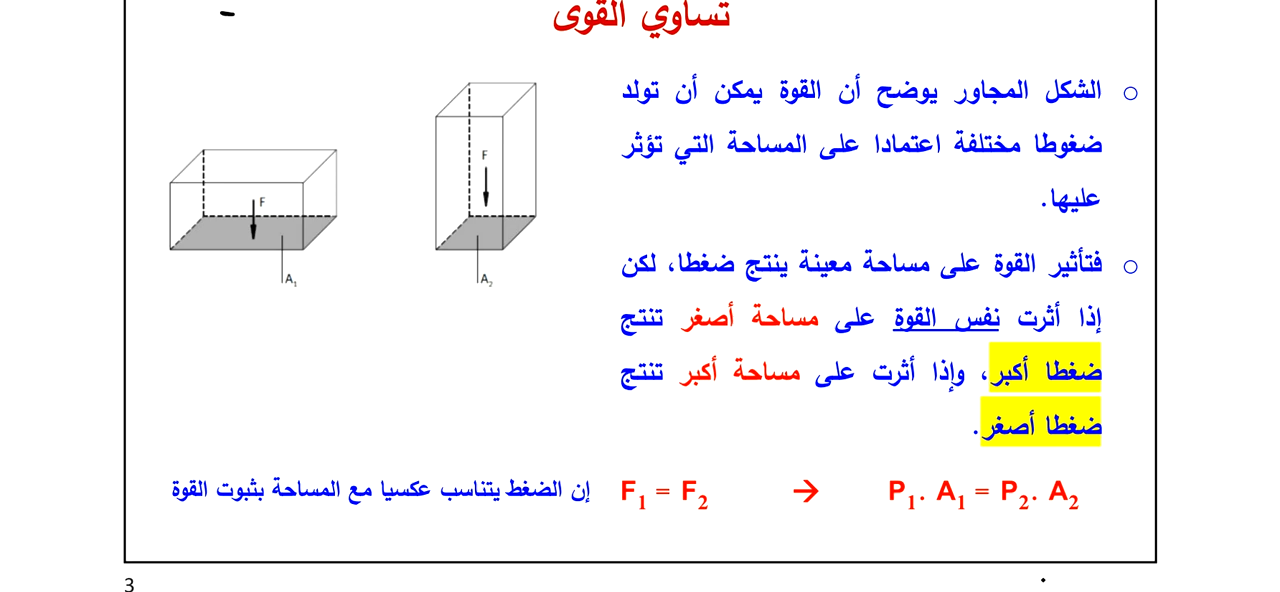 تساوي القوى
○ الشكل المجاور يوضح أن القوة يمكن أن تولد
ضغوطا مختلفة اعتمادا على المساحة التي تؤثر
عليها.
○ فتأثير القوة على مساحة معينة ينتج ضغطا، لكن
إذا أثرت نفس القوة على مساحة أصغر تنتج
ضغطا أكبر، وإذا أثرت على مساحة أكبر تنتج
ضغطا أصغر.
F
A₁
F
A₂
F₁ = F₂ → P₁. A₁ = P₂. A₂
إن الضغط يتناسب عكسيا مع المساحة بثبوت القوة
3